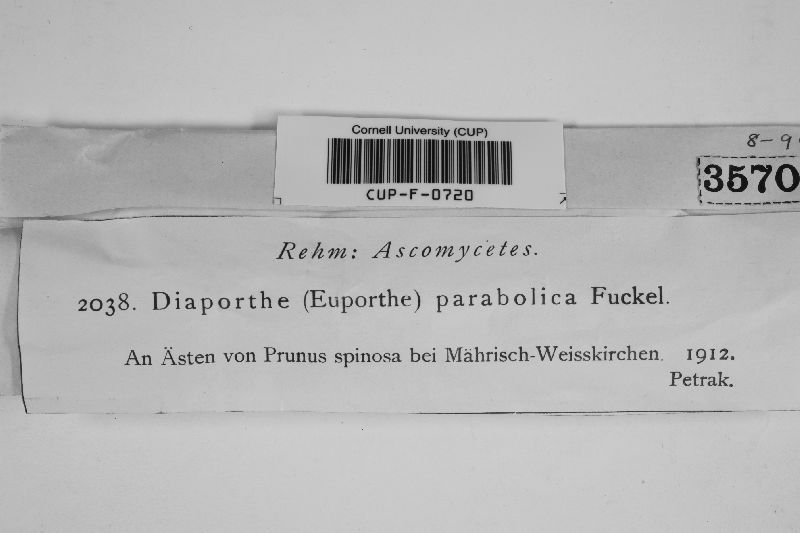 Cornell University (CUP)
CUP-F-0720
8-9
3570
Rehm: Ascomycetes.
2038. Diaporthe (Euporthe) parabolica Fuckel.
An Ästen von Prunus spinosa bei Mährisch-Weisskirchen. 1912.
Petrak.